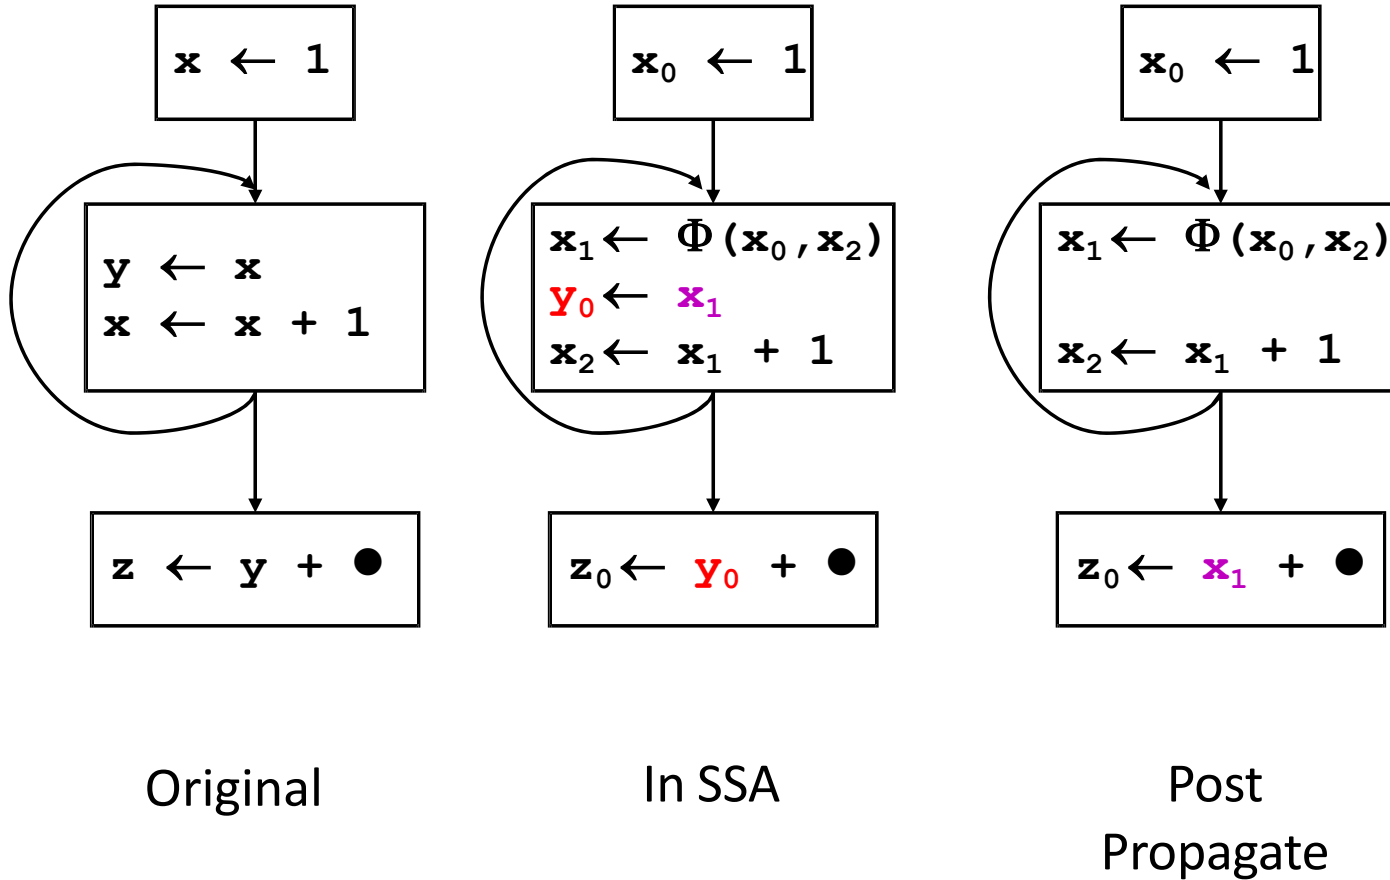 x ← 1
y ← x
x ← x + 1
z ← y + ●
Original
x₀ ← 1
x₁ ← Φ(x₀,x₂)
y₀ ← x₁
x₂ ← x₁ + 1
z₀ ← y₀ + ●
In SSA
x₀ ← 1
x₁ ← Φ(x₀,x₂)
x₂ ← x₁ + 1
z₀ ← x₁ + ●
Post
Propagate